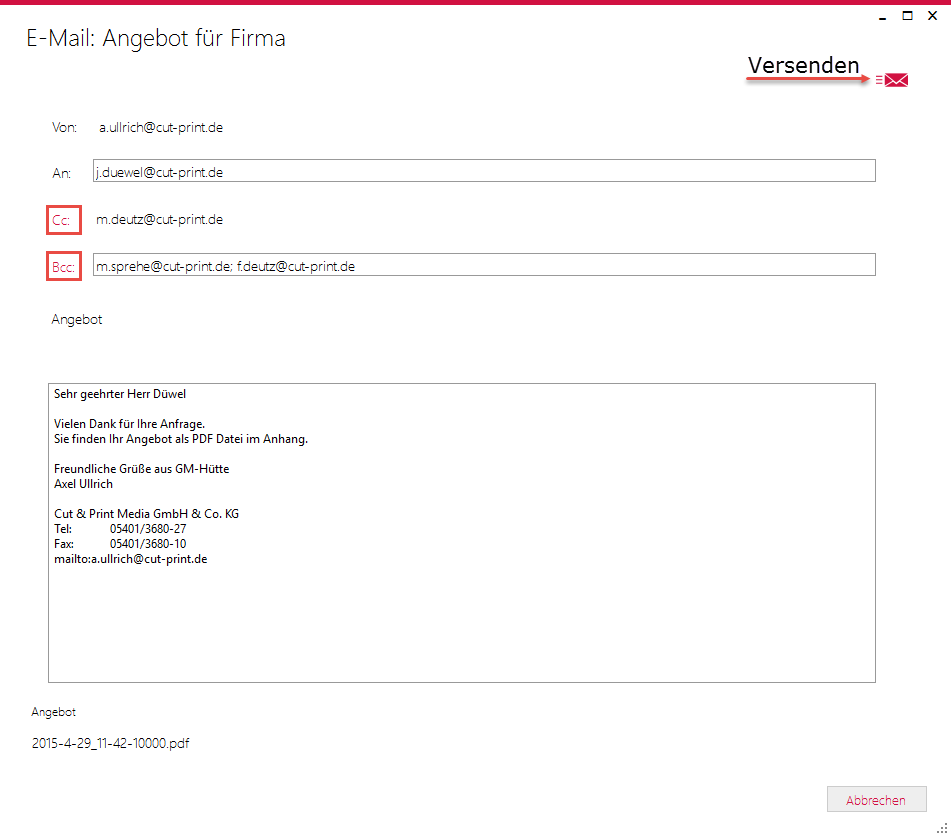 E-Mail: Angebot für Firma
Versenden
Von: a.ullrich@cut-print.de
An: j.duewel@cut-print.de
Cc: m.deutz@cut-print.de
Bcc: m.sprehe@cut-print.de; f.deutz@cut-print.de
Angebot
Sehr geehrter Herr Düwel
Vielen Dank für Ihre Anfrage.
Sie finden Ihr Angebot als PDF Datei im Anhang.
Freundliche Grüße aus GM-Hütte
Axel Ullrich
Cut & Print Media GmbH & Co. KG
Tel: 05401/3680-27
Fax: 05401/3680-10
mailto:a.ullrich@cut-print.de
Angebot
2015-4-29_11-42-10000.pdf
Abbrechen